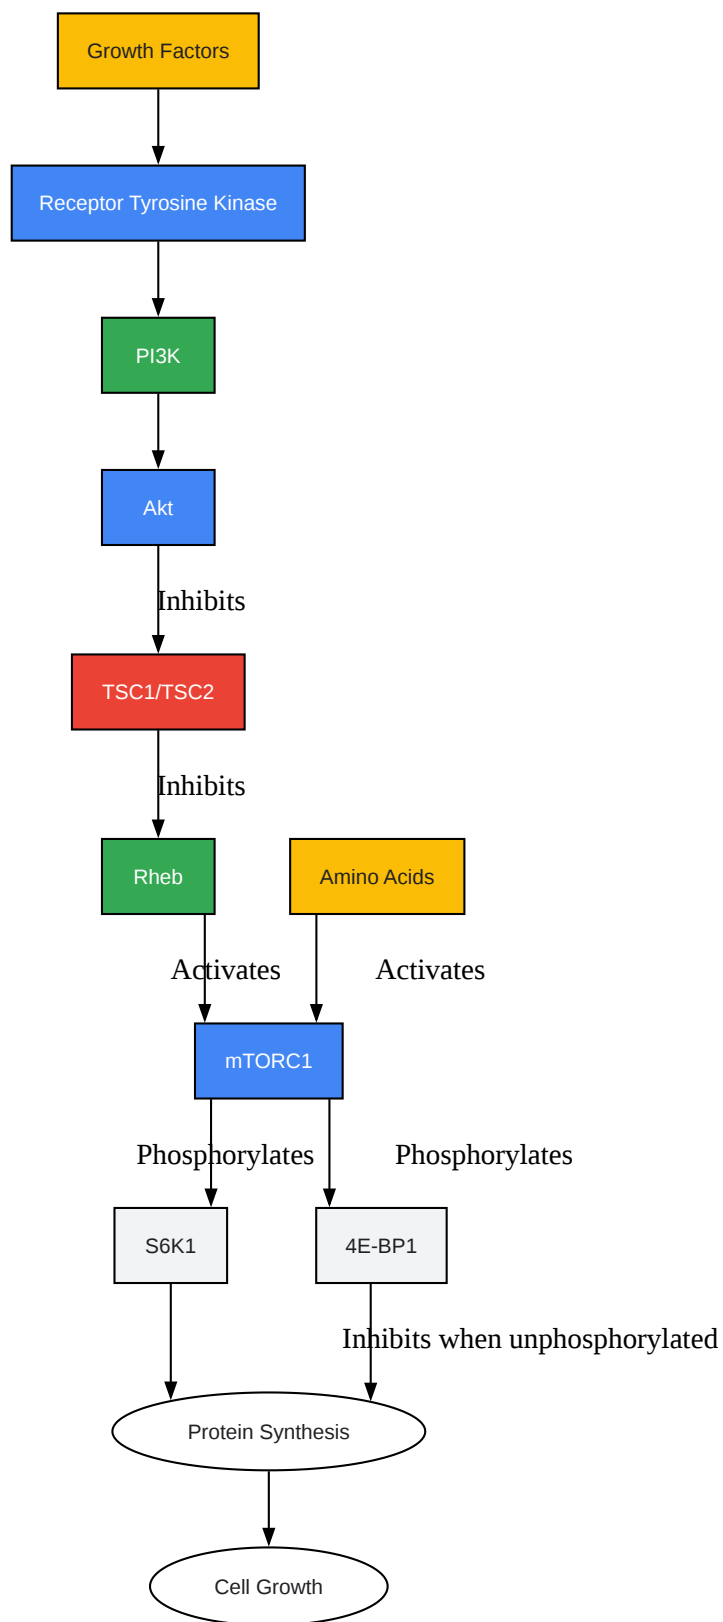 Growth Factors
Receptor Tyrosine Kinase
PI3K
Akt
Inhibits
TSC1/TSC2
Inhibits
Rheb
Amino Acids
Activates
Activates
mTORC1
Phosphorylates
Phosphorylates
S6K1
4E-BP1
Inhibits when unphosphorylated
Protein Synthesis
Cell Growth